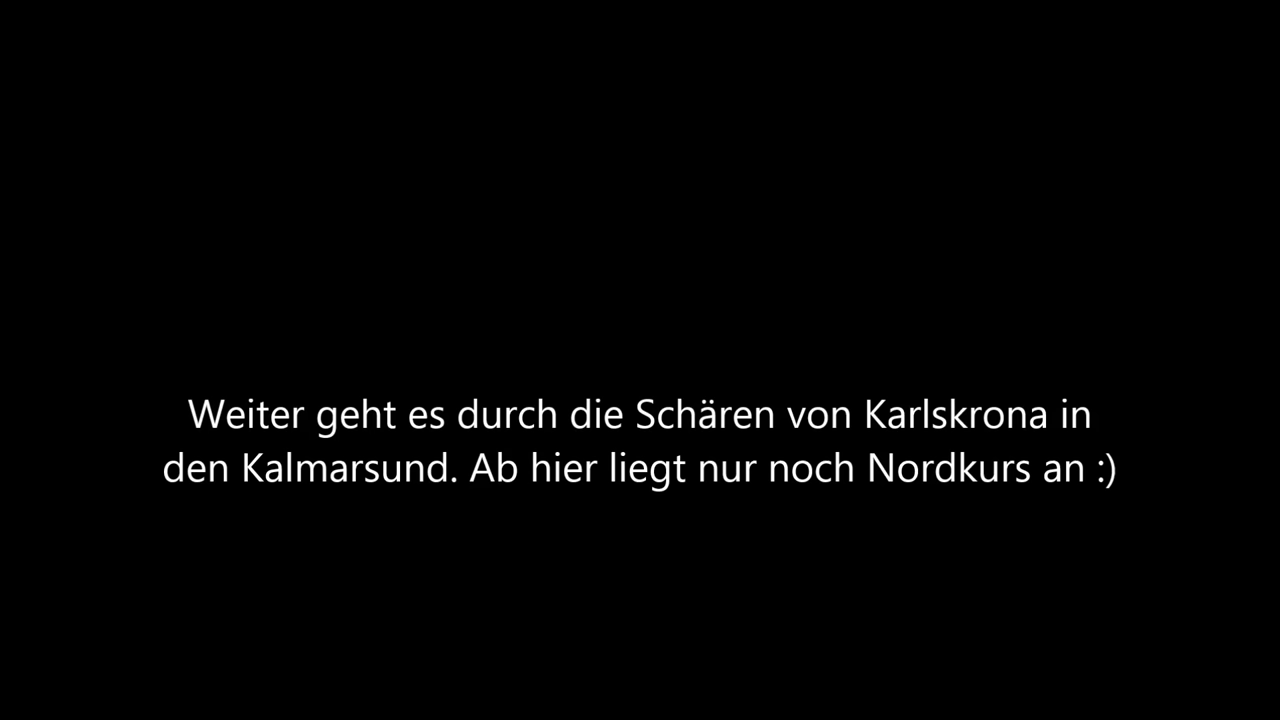 Weiter geht es durch die Schären von Karlskrona in
den Kalmarsund. Ab hier liegt nur noch Nordkurs an :)